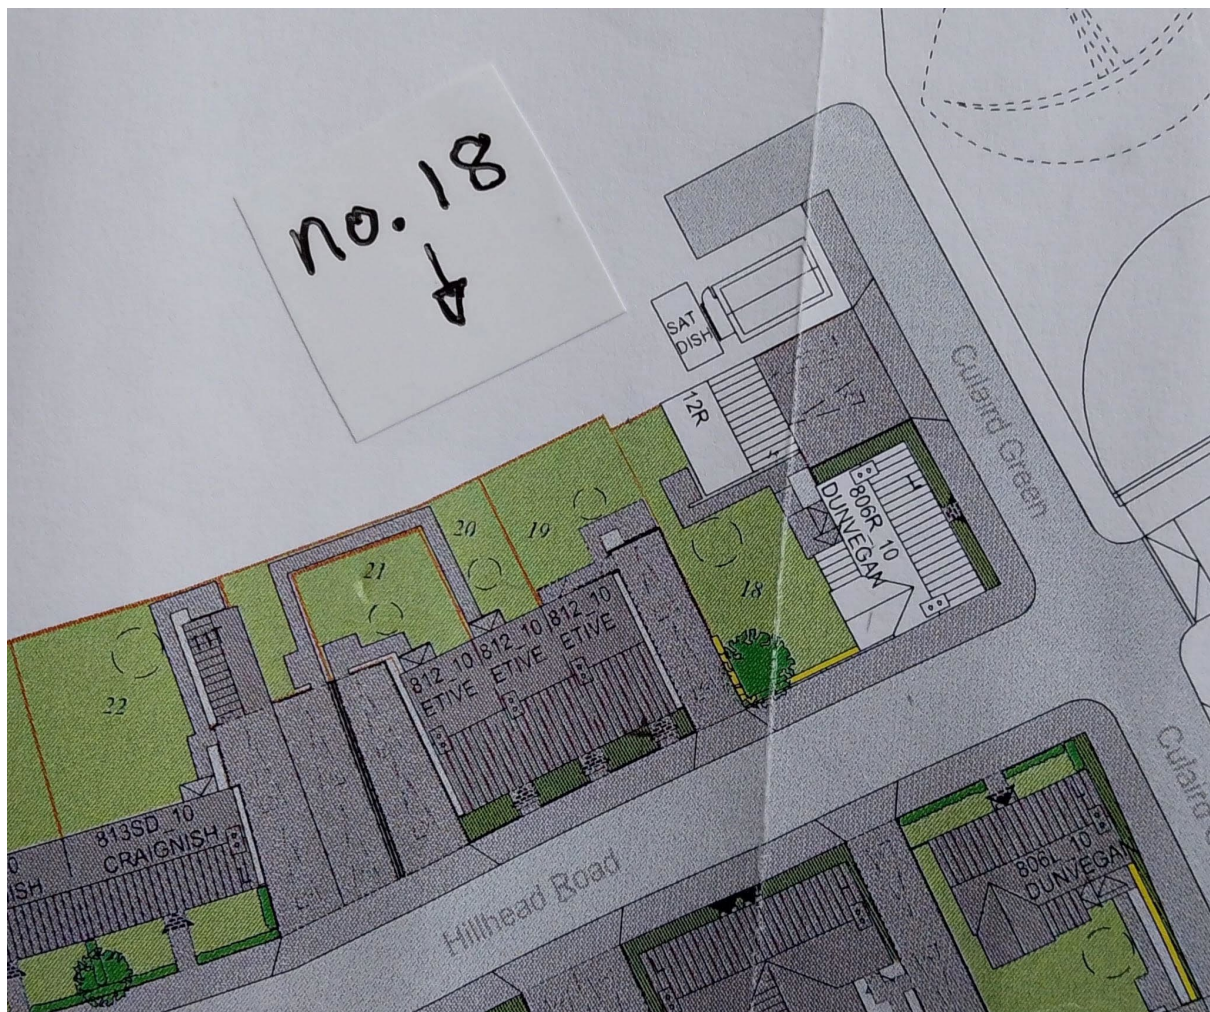 no. 18
SAT
DISH
12R
Culaird Green
806R_10
DUNVEGAN
20
19
21
18
22
812_10
ETIVE
812_10
ETIVE
812_10
ETIVE
813SD_10
CRAIGNISH
ISH
Hillhead Road
806L_10
DUNVEGAN
Culaird